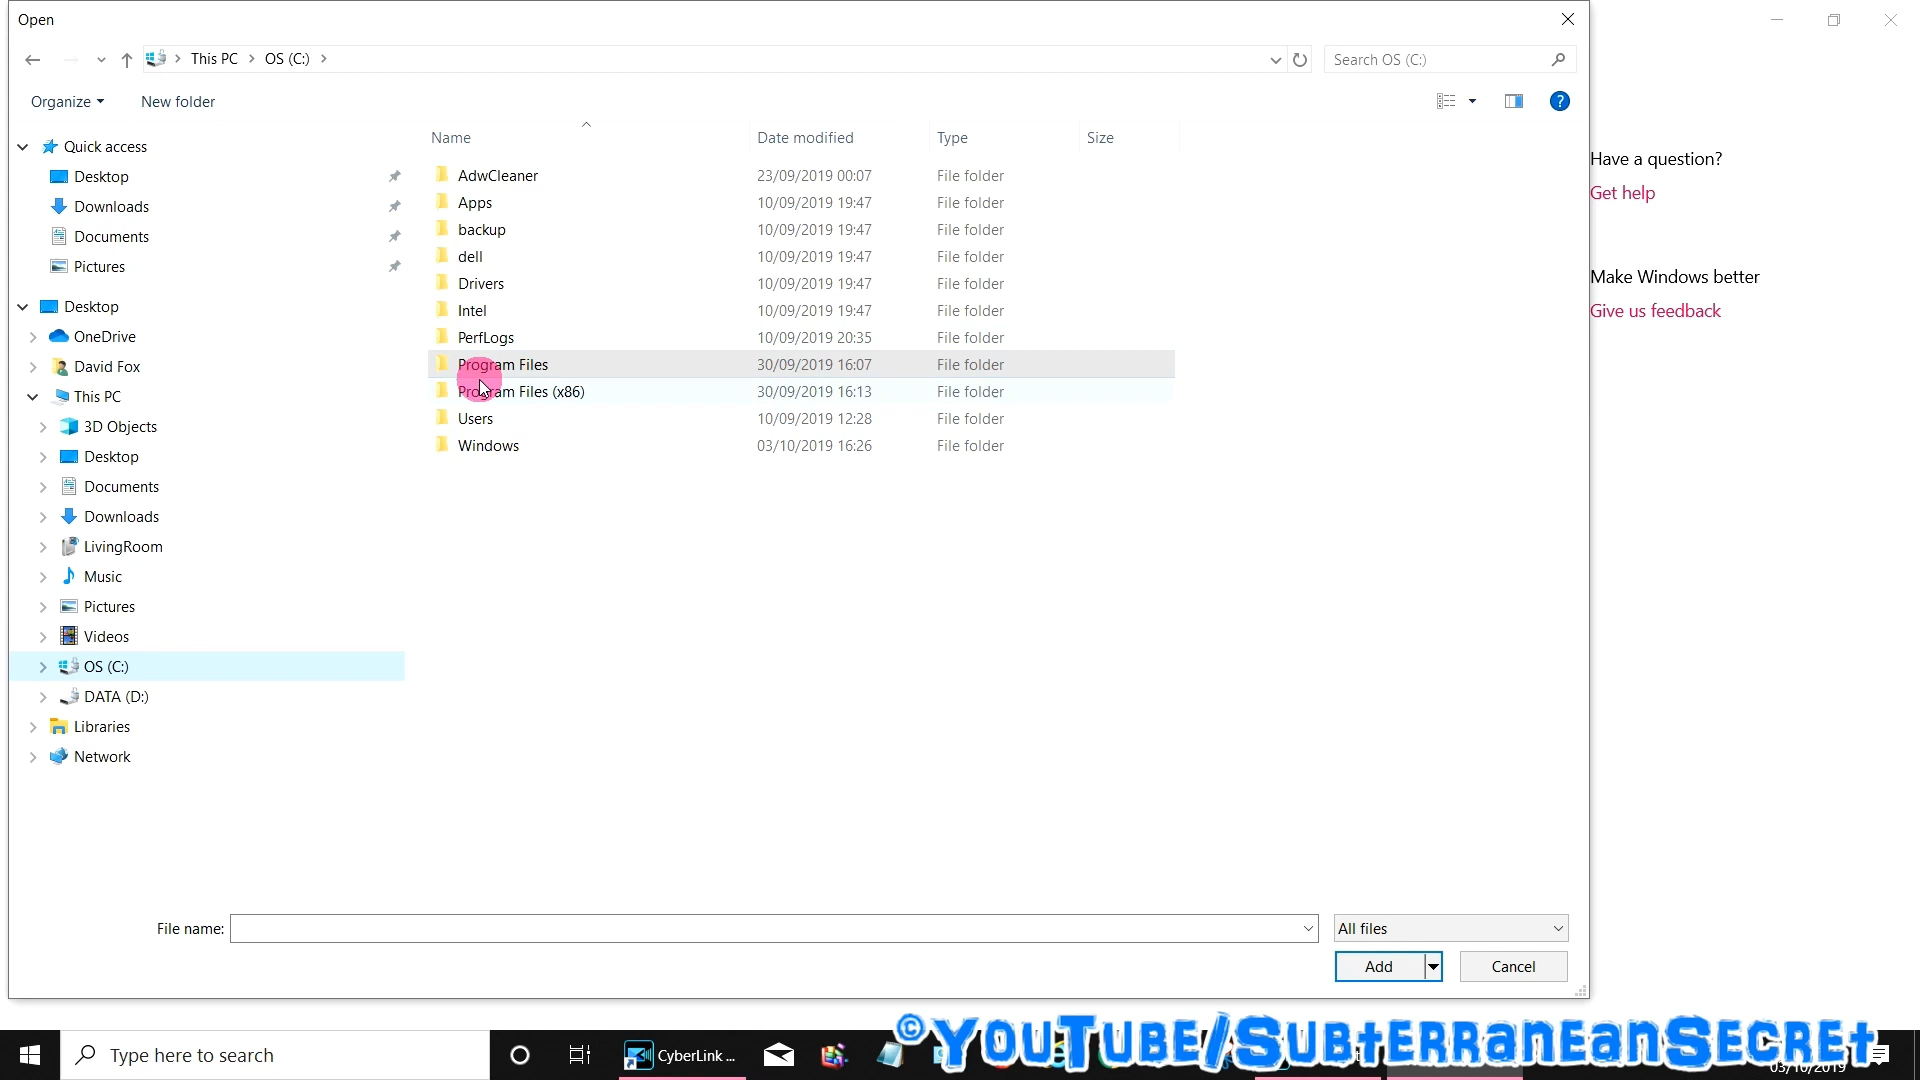 Open
This PC > OS (C:) >
Search OS (C:)
Organize
New folder
?
Name
Date modified
Type
Size
Quick access
Desktop
Downloads
Documents
Pictures
Desktop
OneDrive
David Fox
This PC
3D Objects
Desktop
Documents
Downloads
LivingRoom
Music
Pictures
Videos
OS (C:)
DATA (D:)
Libraries
Network
AdwCleaner 23/09/2019 00:07 File folder
Apps 10/09/2019 19:47 File folder
backup 10/09/2019 19:47 File folder
dell 10/09/2019 19:47 File folder
Drivers 10/09/2019 19:47 File folder
Intel 10/09/2019 19:47 File folder
PerfLogs 10/09/2019 20:35 File folder
Program Files 30/09/2019 16:07 File folder
Program Files (x86) 30/09/2019 16:13 File folder
Users 10/09/2019 12:28 File folder
Windows 03/10/2019 16:26 File folder
Have a question?
Get help
Make Windows better
Give us feedback
File name:
All files
Add
Cancel
Type here to search
CyberLink ...
©YouTube/SubterraneanSecret
03/10/2019